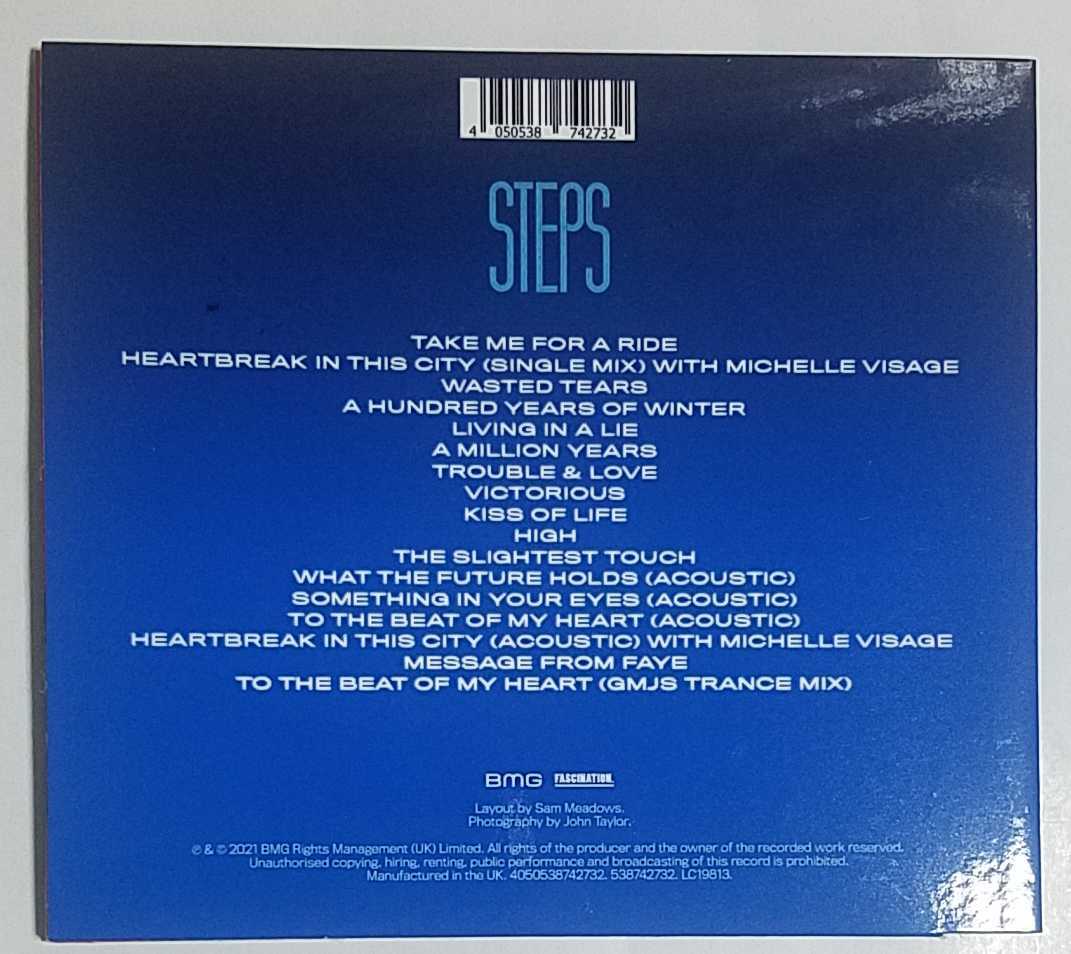 4 050538 742732
STEPS
TAKE ME FOR A RIDE
HEARTBREAK IN THIS CITY (SINGLE MIX) WITH MICHELLE VISAGE
WASTED TEARS
A HUNDRED YEARS OF WINTER
LIVING IN A LIE
A MILLION YEARS
TROUBLE & LOVE
VICTORIOUS
KISS OF LIFE
HIGH
THE SLIGHTEST TOUCH
WHAT THE FUTURE HOLDS (ACOUSTIC)
SOMETHING IN YOUR EYES (ACOUSTIC)
TO THE BEAT OF MY HEART (ACOUSTIC)
HEARTBREAK IN THIS CITY (ACOUSTIC) WITH MICHELLE VISAGE
MESSAGE FROM FAYE
TO THE BEAT OF MY HEART (GMJS TRANCE MIX)
BMG FASCINATION
Layout by Sam Meadows.
Photography by John Taylor.
℗ & © 2021 BMG Rights Management (UK) Limited. All rights of the producer and the owner of the recorded work reserved.
Unauthorised copying, hiring, renting, public performance and broadcasting of this record is prohibited.
Manufactured in the UK. 4050538742732. 538742732. LC19813.